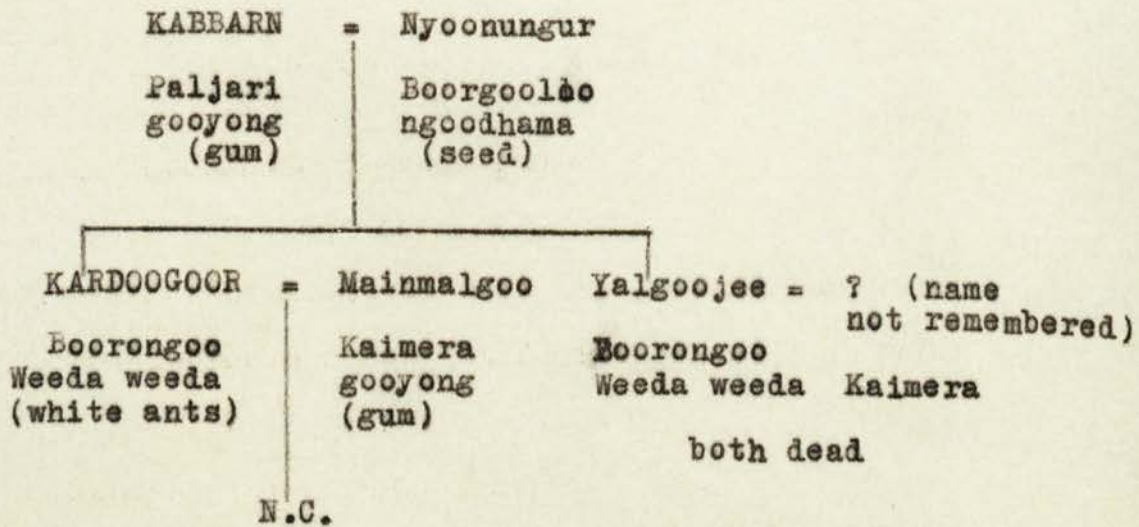 KABBARN = Nyoonungur
Paljari Boorgooloo
gooyong ngoodhama
(gum) (seed)
KARDOOGOOR = Mainmalgoo Yalgoojee = ? (name
not remembered)
Boorongoo Kaimera Boorongoo
Weeda weeda gooyong Weeda weeda Kaimera
(white ants) (gum)
both dead
N.C.